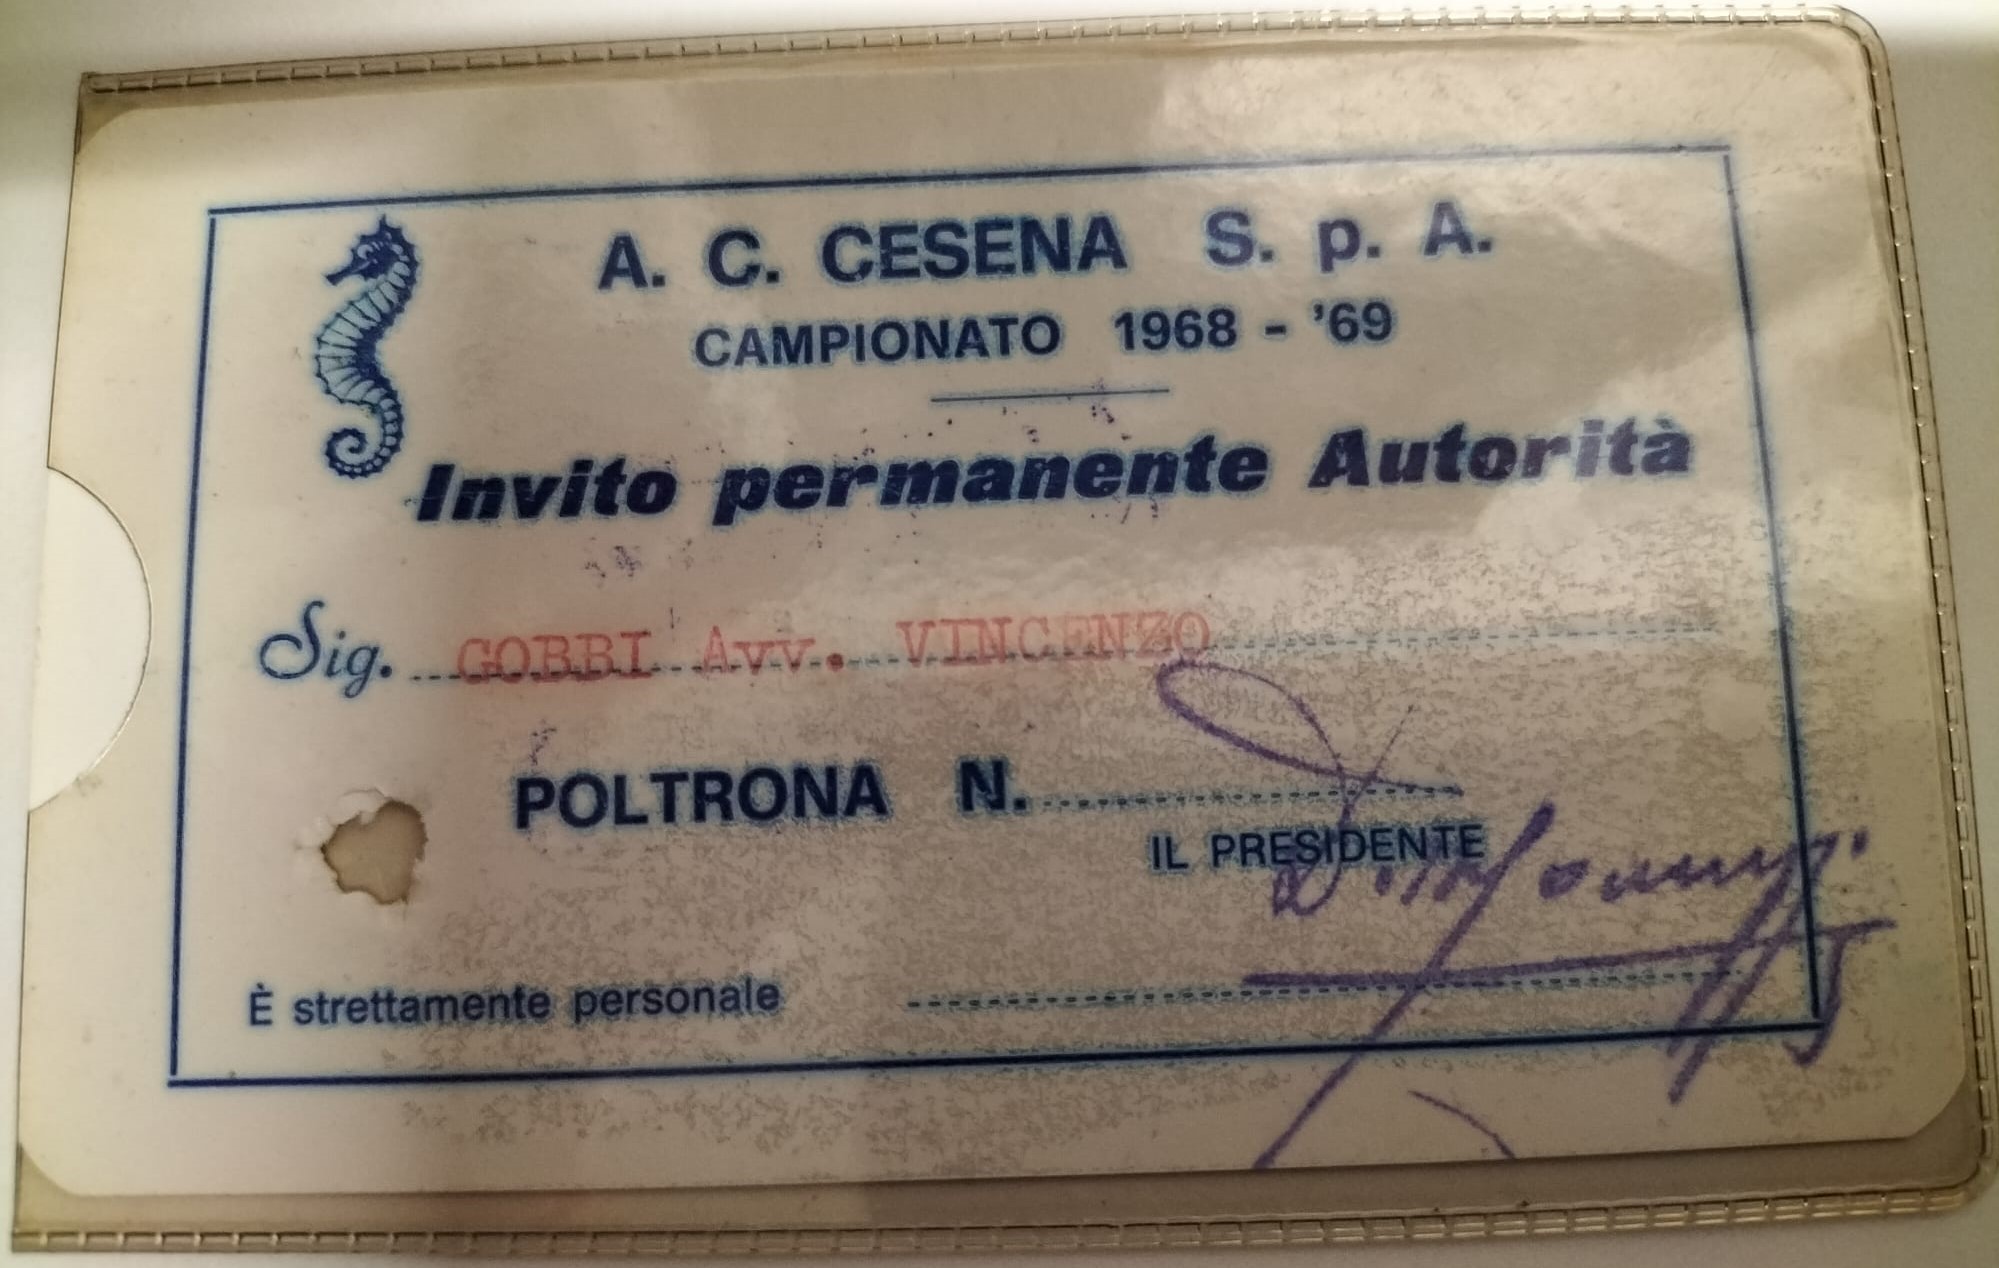 A. C. CESENA S. p. A.
CAMPIONATO 1968 - '69
Invito permanente Autorità
Sig. GOBBI Avv. VINCENZO
POLTRONA N.
IL PRESIDENTE
È strettamente personale